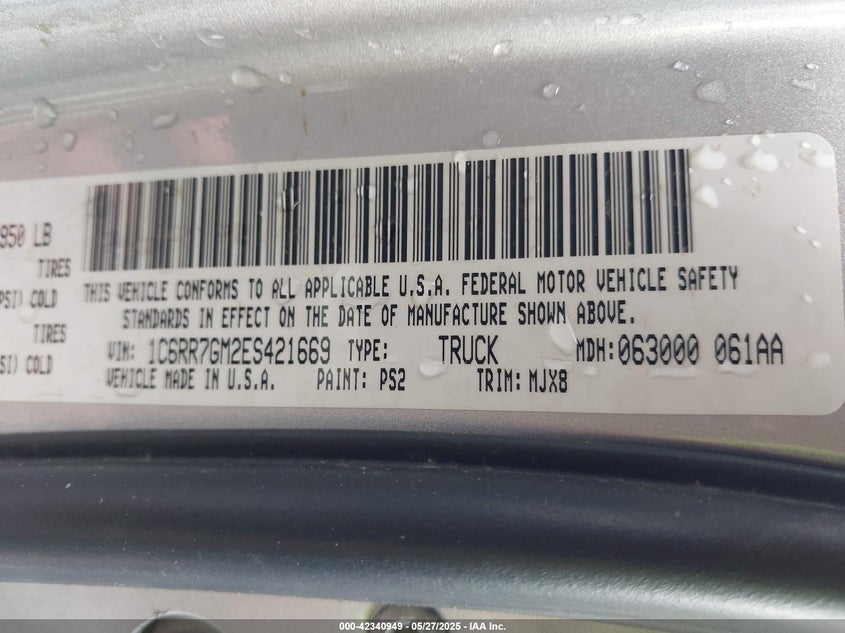 950 LB
TIRES
PSI) COLD
TIRES
SI) COLD
THIS VEHICLE CONFORMS TO ALL APPLICABLE U.S.A. FEDERAL MOTOR VEHICLE SAFETY
STANDARDS IN EFFECT ON THE DATE OF MANUFACTURE SHOWN ABOVE.
VIN: 1C6RR7GM2ES421669 TYPE: TRUCK MDH:063000 061AA
VEHICLE MADE IN U.S.A. PAINT: PS2 TRIM: MJX8
000-42340949 - 05/27/2025 - IAA Inc.